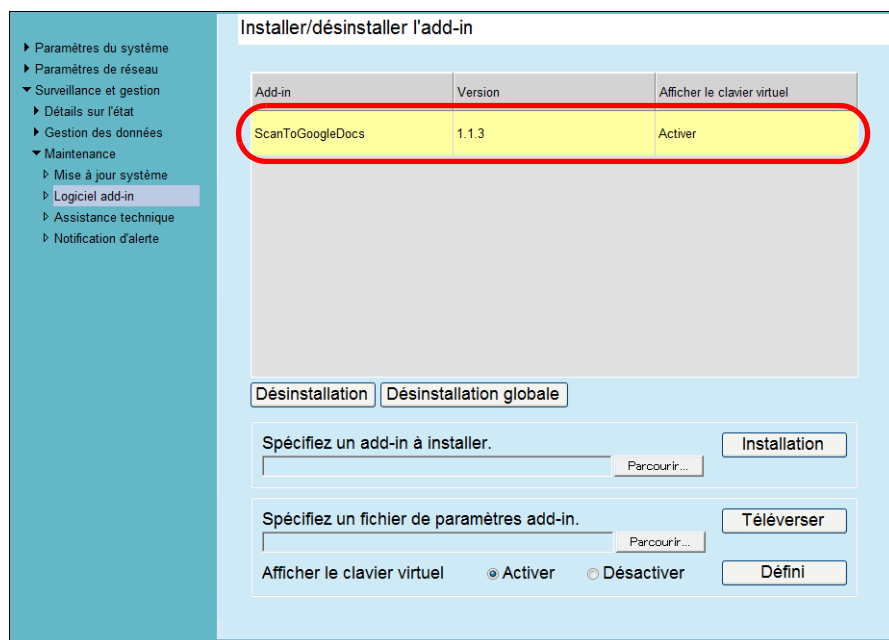 Installer/désinstaller l'add-in
Paramètres du système
Paramètres de réseau
Surveillance et gestion
Détails sur l'état
Gestion des données
Maintenance
Mise à jour système
Logiciel add-in
Assistance technique
Notification d'alerte
Add-in Version Afficher le clavier virtuel
ScanToGoogleDocs 1.1.3 Activer
Désinstallation Désinstallation globale
Spécifiez un add-in à installer.
Installation
Parcourir...
Spécifiez un fichier de paramètres add-in.
Téléverser
Parcourir...
Afficher le clavier virtuel Activer Désactiver Défini